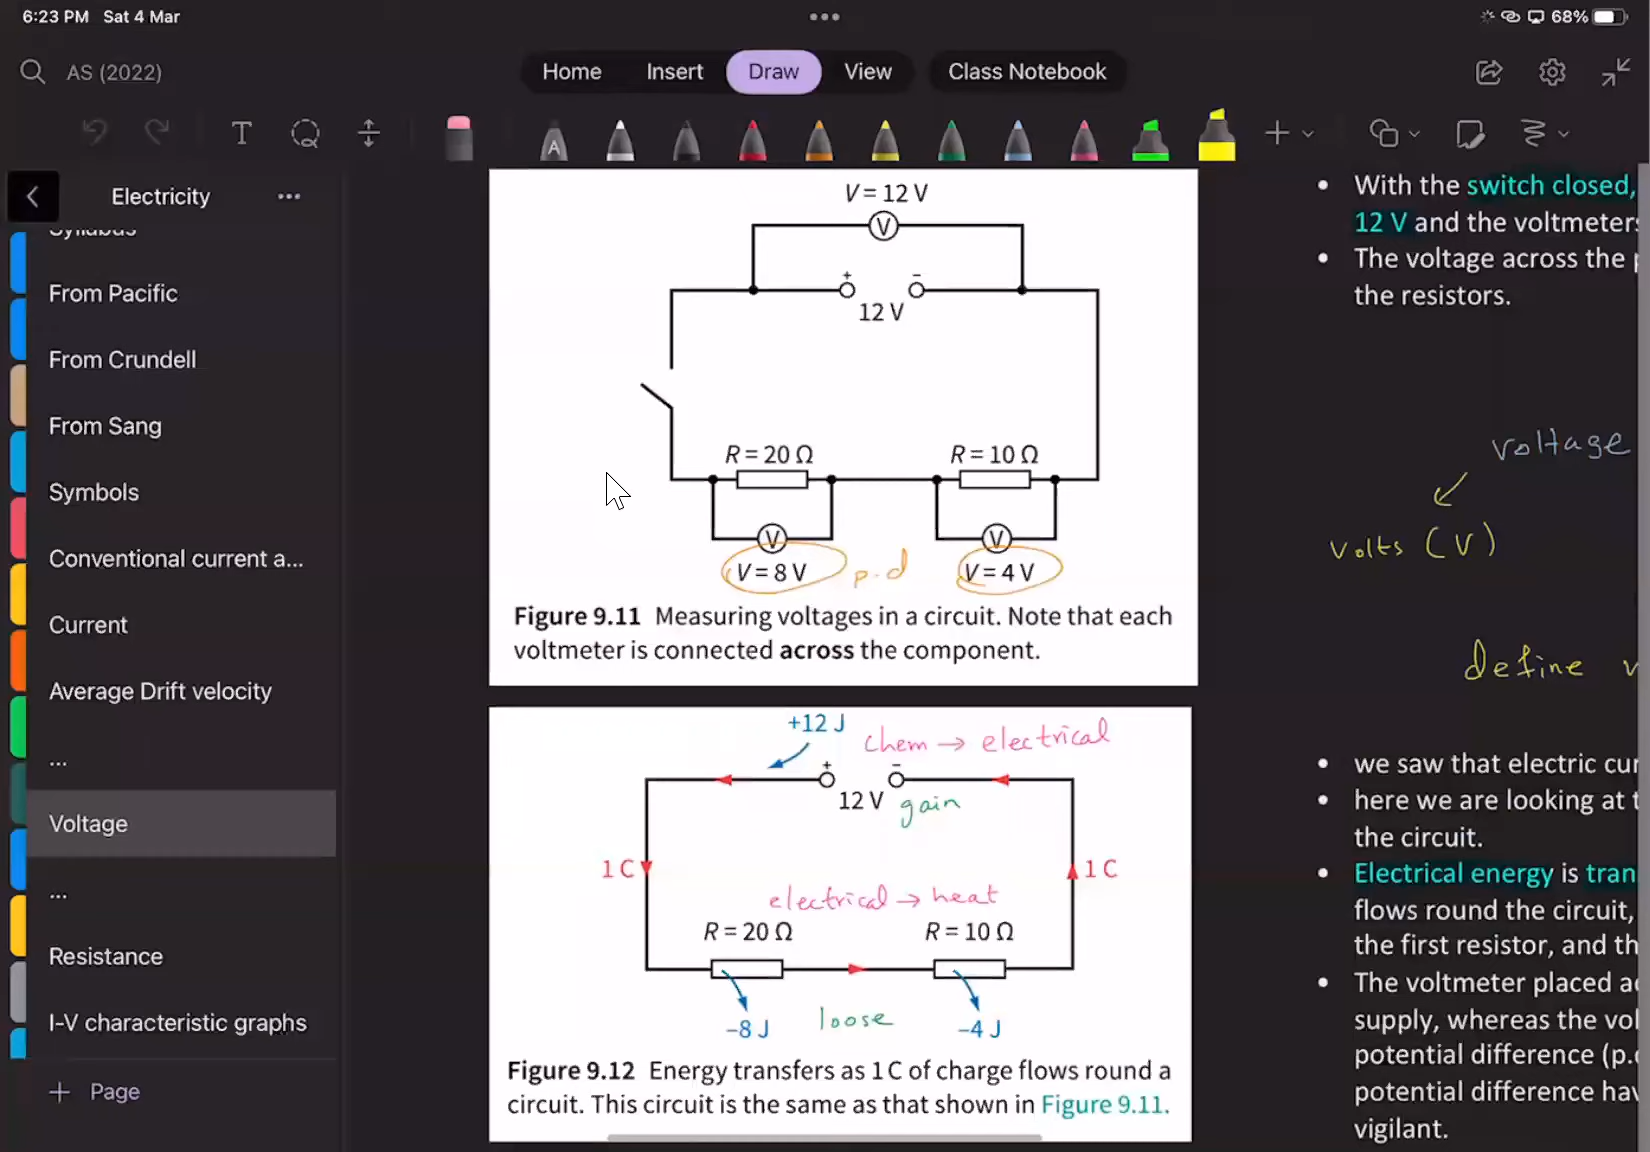 6:23 PM Sat 4 Mar
68%
AS (2022)
Home Insert Draw View Class Notebook
T
A
Electricity
Syllabus
From Pacific
From Crundell
From Sang
Symbols
Conventional current a...
Current
Average Drift velocity
...
Voltage
...
Resistance
I-V characteristic graphs
+ Page
V = 12 V
V
+ −
12 V
R = 20 Ω R = 10 Ω
V V
V = 8 V p.d V = 4 V
Figure 9.11 Measuring voltages in a circuit. Note that each
voltmeter is connected across the component.
+12 J chem → electrical
+ −
12 V gain
1 C 1 C
electrical → heat
R = 20 Ω R = 10 Ω
−8 J loose −4 J
Figure 9.12 Energy transfers as 1 C of charge flows round a
circuit. This circuit is the same as that shown in Figure 9.11.
• With the switch closed,
12 V and the voltmeter
• The voltage across the
the resistors.
voltage
volts (V)
define
• we saw that electric
• here we are looking at
the circuit.
• Electrical energy is
flows round the circuit,
the first resistor, and
• The voltmeter placed
supply, whereas the
potential difference (p.
potential difference
vigilant.